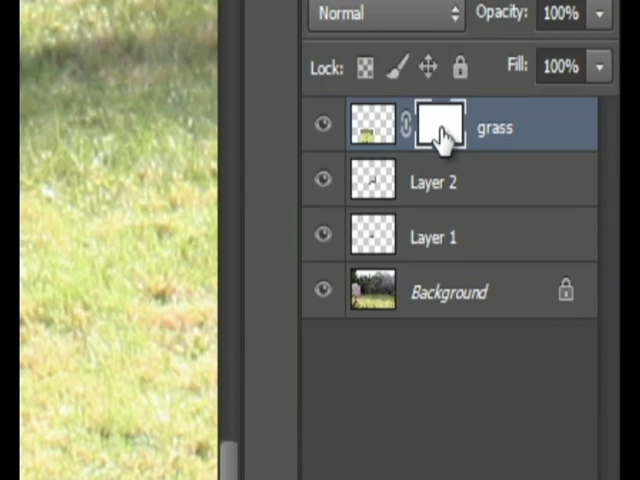 Normal Opacity: 100%
Lock: Fill: 100%
grass
Layer 2
Layer 1
Background